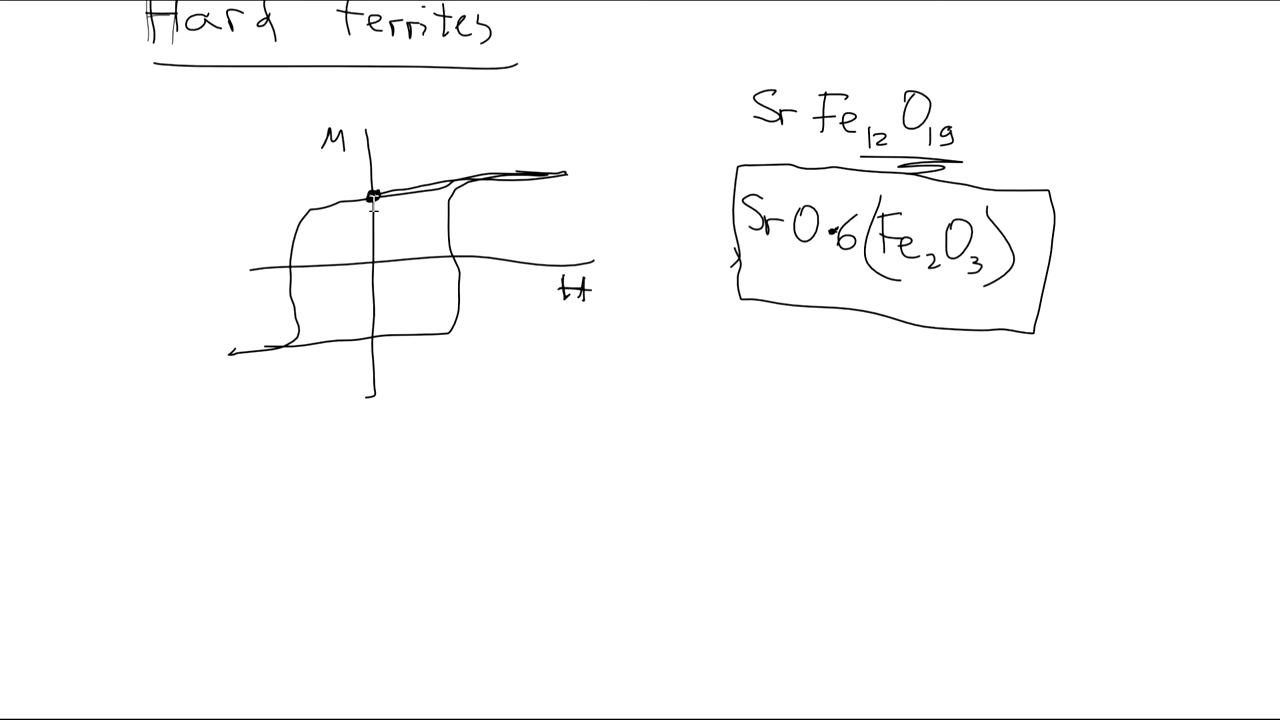 Hard ferrites
M
H
SrFe₁₂O₁₉
SrO·6(Fe₂O₃)